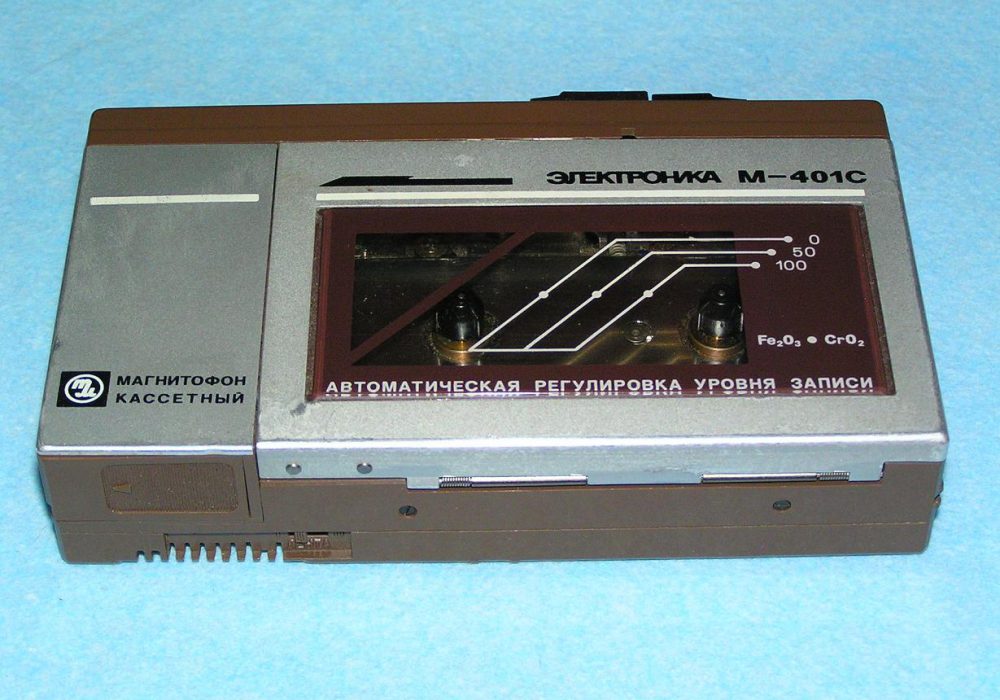 ЭЛЕКТРОНИКА М-401С
0
50
100
Fe₂O₃ ● CrO₂
АВТОМАТИЧЕСКАЯ РЕГУЛИРОВКА УРОВНЯ ЗАПИСИ
МАГНИТОФОН
КАССЕТНЫЙ